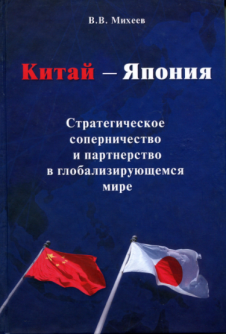 В.В. Михеев
Китай – Япония
Стратегическое
соперничество
и партнерство
в глобализирующемся
мире